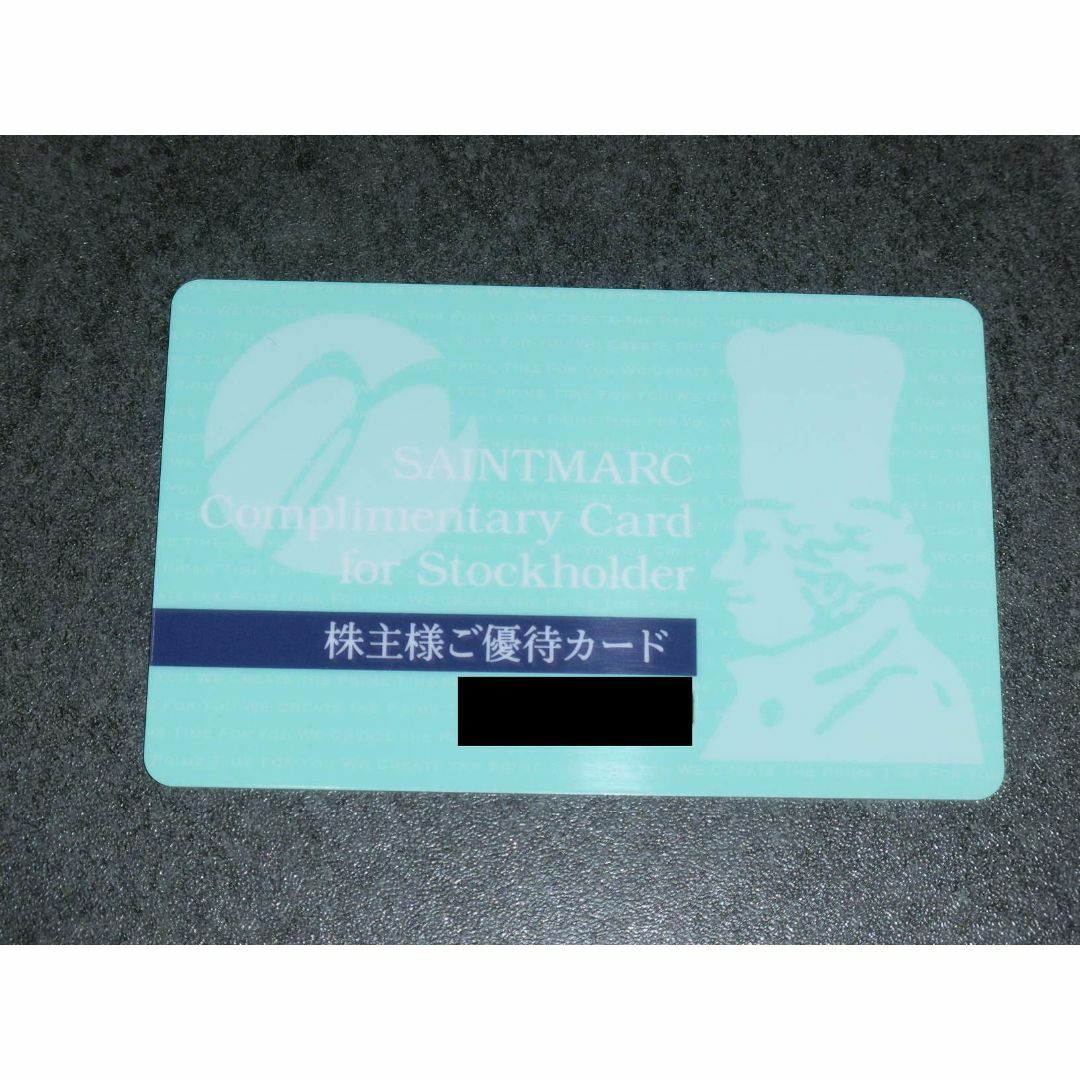 SAINTMARC
Complimentary Card
for Stockholder
株主様ご優待カード